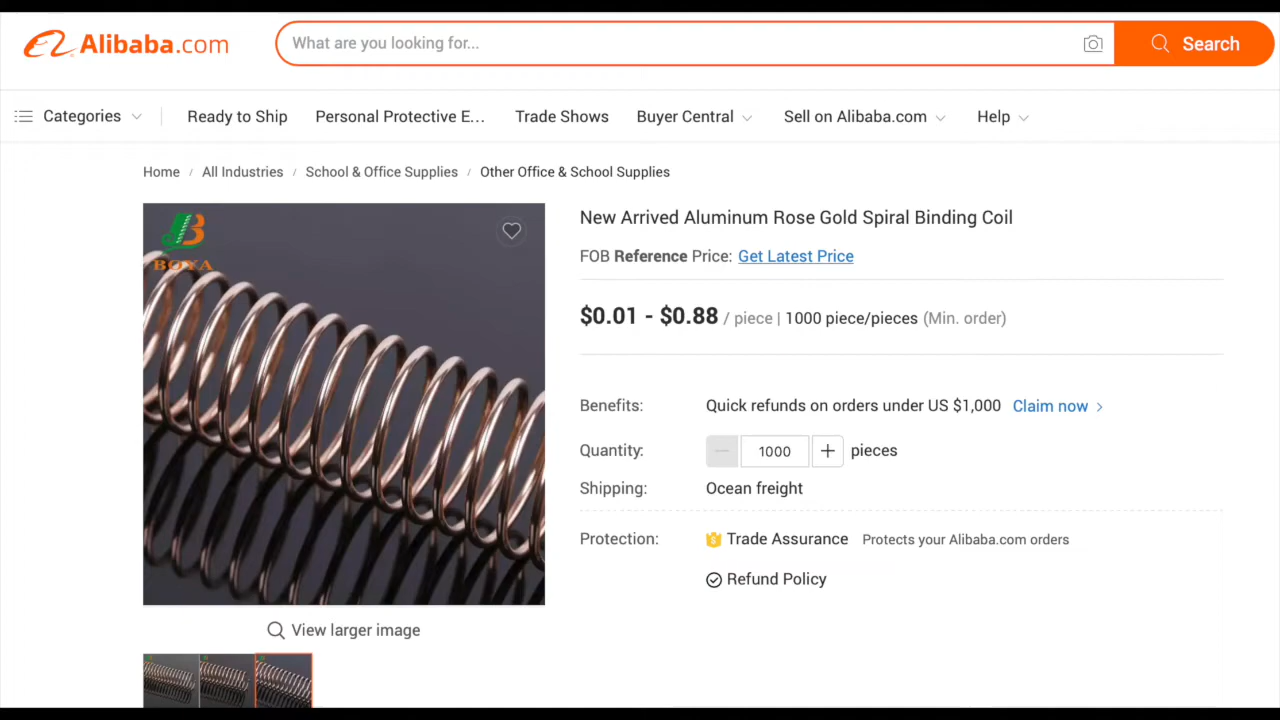 Alibaba.com
What are you looking for...
Search
Categories
Ready to Ship
Personal Protective E...
Trade Shows
Buyer Central
Sell on Alibaba.com
Help
Home / All Industries / School & Office Supplies / Other Office & School Supplies
B
BOYA
New Arrived Aluminum Rose Gold Spiral Binding Coil
FOB Reference Price: Get Latest Price
$0.01 - $0.88 / piece | 1000 piece/pieces (Min. order)
Benefits: Quick refunds on orders under US $1,000 Claim now >
Quantity: 1000 pieces
Shipping: Ocean freight
Protection: Trade Assurance Protects your Alibaba.com orders
Refund Policy
View larger image